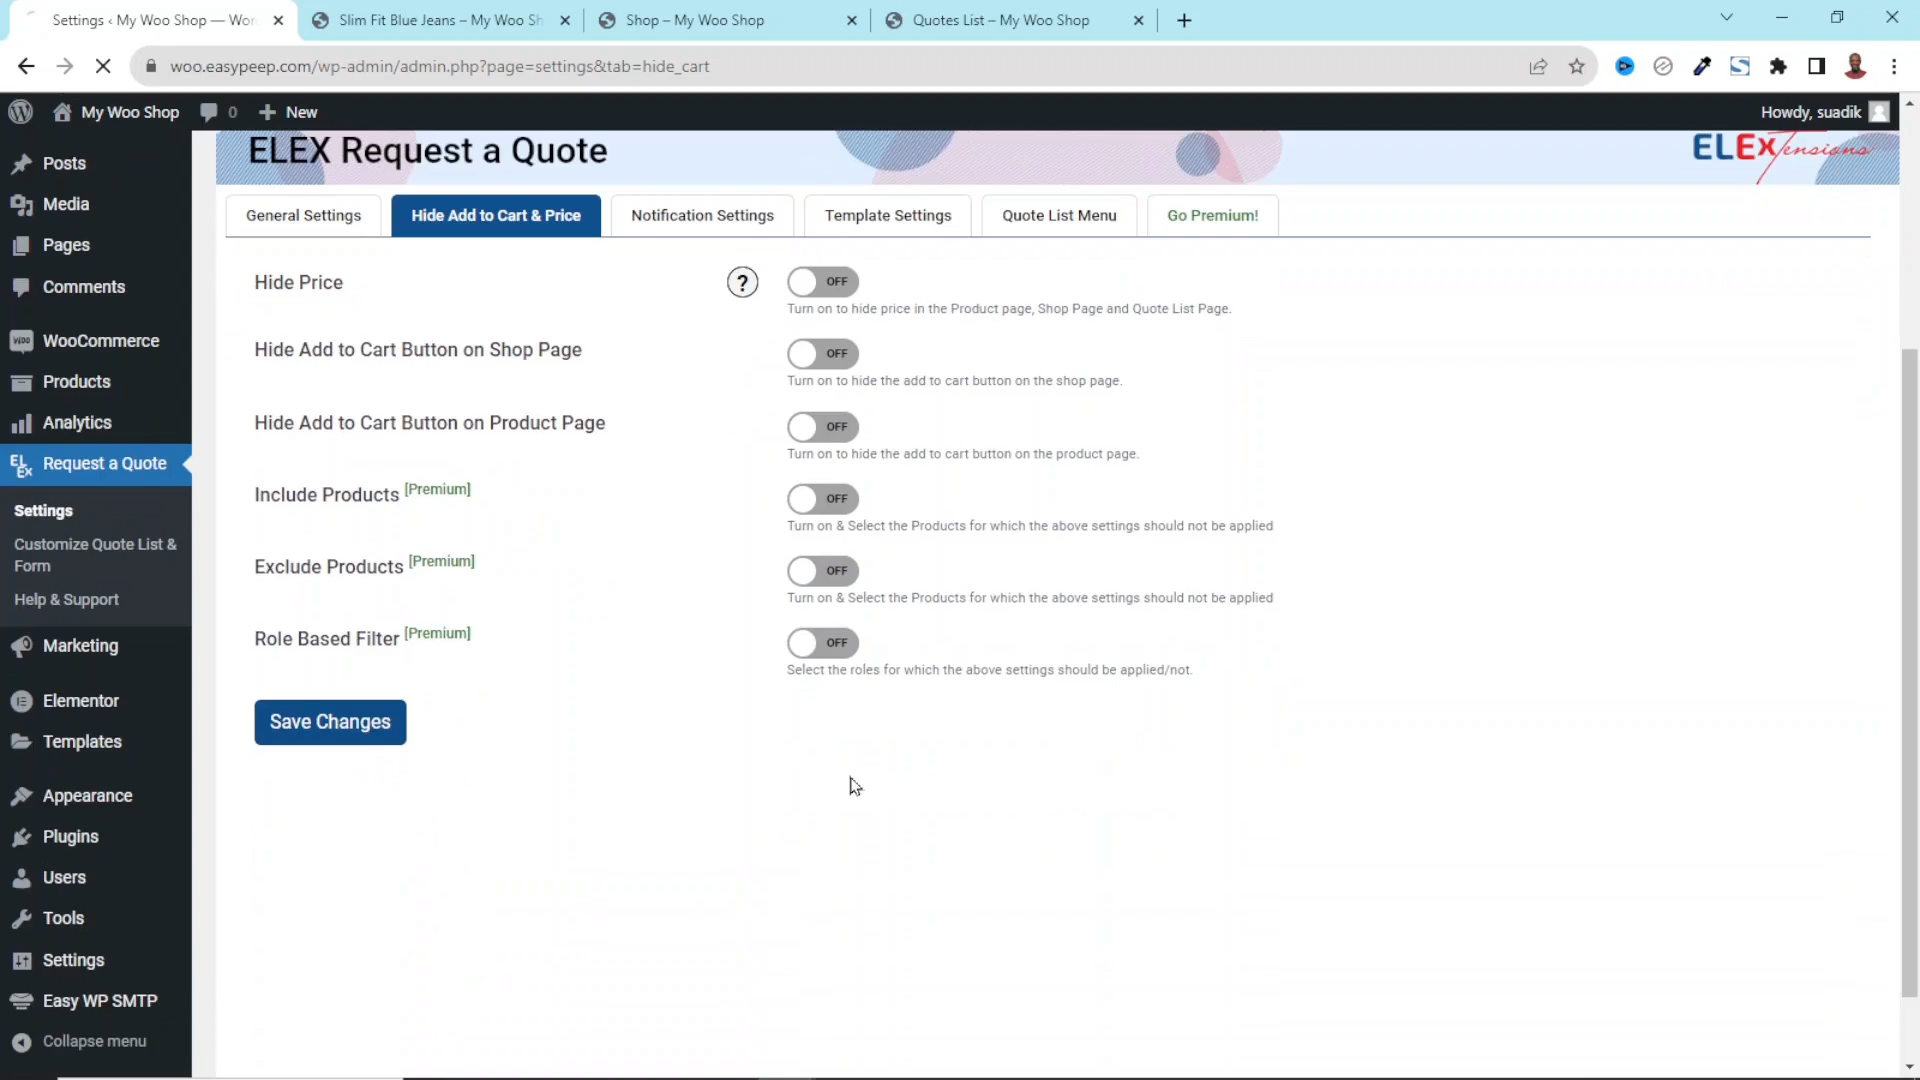 Settings ‹ My Woo Shop — Wor
Slim Fit Blue Jeans – My Woo Sh
Shop – My Woo Shop
Quotes List – My Woo Shop
woo.easypeep.com/wp-admin/admin.php?page=settings&tab=hide_cart
My Woo Shop
0
New
Howdy, suadik
Posts
Media
Pages
Comments
WooCommerce
Products
Analytics
Request a Quote
Settings
Customize Quote List &
Form
Help & Support
Marketing
Elementor
Templates
Appearance
Plugins
Users
Tools
Settings
Easy WP SMTP
Collapse menu
ELEX Request a Quote
ELEXtensions
General Settings
Hide Add to Cart & Price
Notification Settings
Template Settings
Quote List Menu
Go Premium!
Hide Price
?
OFF
Turn on to hide price in the Product page, Shop Page and Quote List Page.
Hide Add to Cart Button on Shop Page
OFF
Turn on to hide the add to cart button on the shop page.
Hide Add to Cart Button on Product Page
OFF
Turn on to hide the add to cart button on the product page.
Include Products [Premium]
OFF
Turn on & Select the Products for which the above settings should not be applied
Exclude Products [Premium]
OFF
Turn on & Select the Products for which the above settings should not be applied
Role Based Filter [Premium]
OFF
Select the roles for which the above settings should be applied/not.
Save Changes